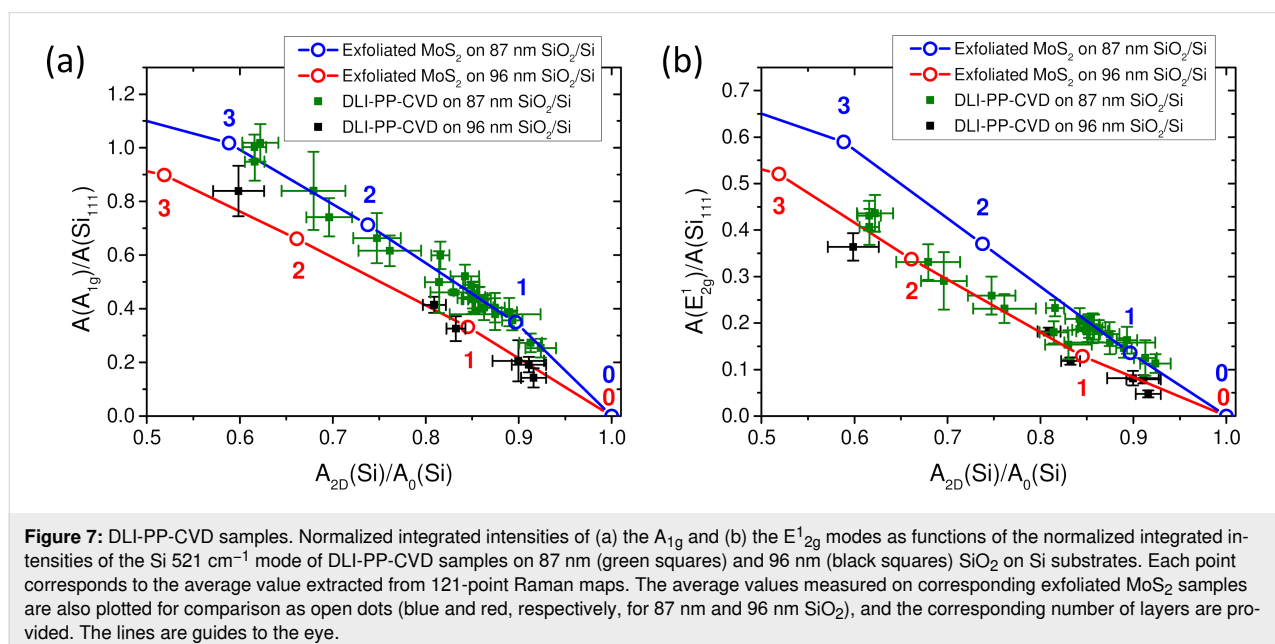 (a)
Exfoliated MoS₂ on 87 nm SiO₂/Si
Exfoliated MoS₂ on 96 nm SiO₂/Si
DLI-PP-CVD on 87 nm SiO₂/Si
DLI-PP-CVD on 96 nm SiO₂/Si
A(A₁g)/A(Si₁₁₁)
1.2
1.0
0.8
0.6
0.4
0.2
0.0
3
2
1
0
3
2
1
0
0.5 0.6 0.7 0.8 0.9 1.0
A₂D(Si)/A₀(Si)
(b)
Exfoliated MoS₂ on 87 nm SiO₂/Si
Exfoliated MoS₂ on 96 nm SiO₂/Si
DLI-PP-CVD on 87 nm SiO₂/Si
DLI-PP-CVD on 96 nm SiO₂/Si
A(E¹₂g)/A(Si₁₁₁)
0.7
0.6
0.5
0.4
0.3
0.2
0.1
0.0
3
2
1
0
3
2
1
0
0.5 0.6 0.7 0.8 0.9 1.0
A₂D(Si)/A₀(Si)
Figure 7: DLI-PP-CVD samples. Normalized integrated intensities of (a) the A₁g and (b) the E¹₂g modes as functions of the normalized integrated in-
tensities of the Si 521 cm⁻¹ mode of DLI-PP-CVD samples on 87 nm (green squares) and 96 nm (black squares) SiO₂ on Si substrates. Each point
corresponds to the average value extracted from 121-point Raman maps. The average values measured on corresponding exfoliated MoS₂ samples
are also plotted for comparison as open dots (blue and red, respectively, for 87 nm and 96 nm SiO₂), and the corresponding number of layers are pro-
vided. The lines are guides to the eye.